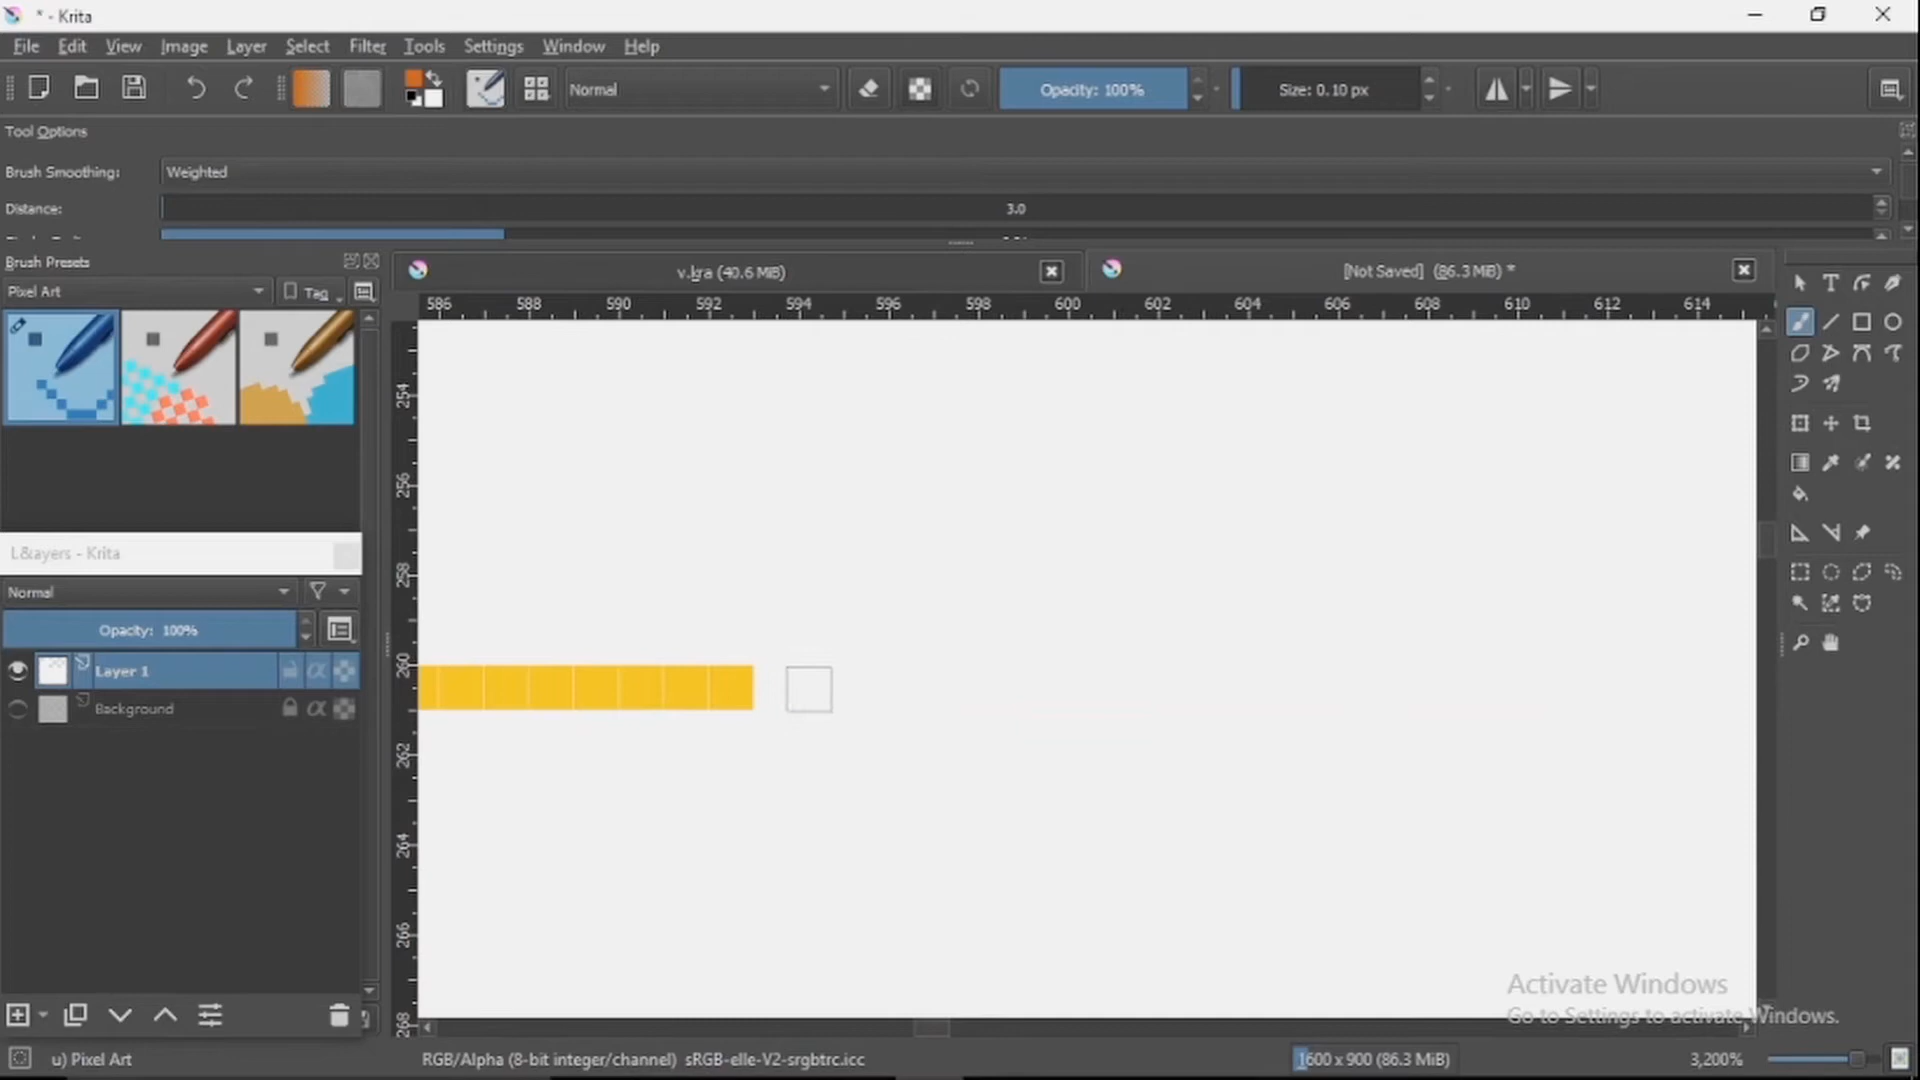 * - Krita
File Edit View Image Layer Select Filter Tools Settings Window Help
Normal Opacity: 100% Size: 0.10 px
Tool Options
Brush Smoothing: Weighted
Distance: 3.0
Brush Presets
v.kra (40.6 MiB) [Not Saved] (86.3 MiB) *
Pixel Art Tag
586 588 590 592 594 596 598 600 602 604 606 608 610 612 614
254
256
258
260
262
264
266
268
L&ayers - Krita
Normal
Opacity: 100%
Layer 1
Background
Activate Windows
Go to Settings to activate Windows.
u) Pixel Art RGB/Alpha (8-bit integer/channel) sRGB-elle-V2-srgbtrc.icc 1600 x 900 (86.3 MiB) 3,200%